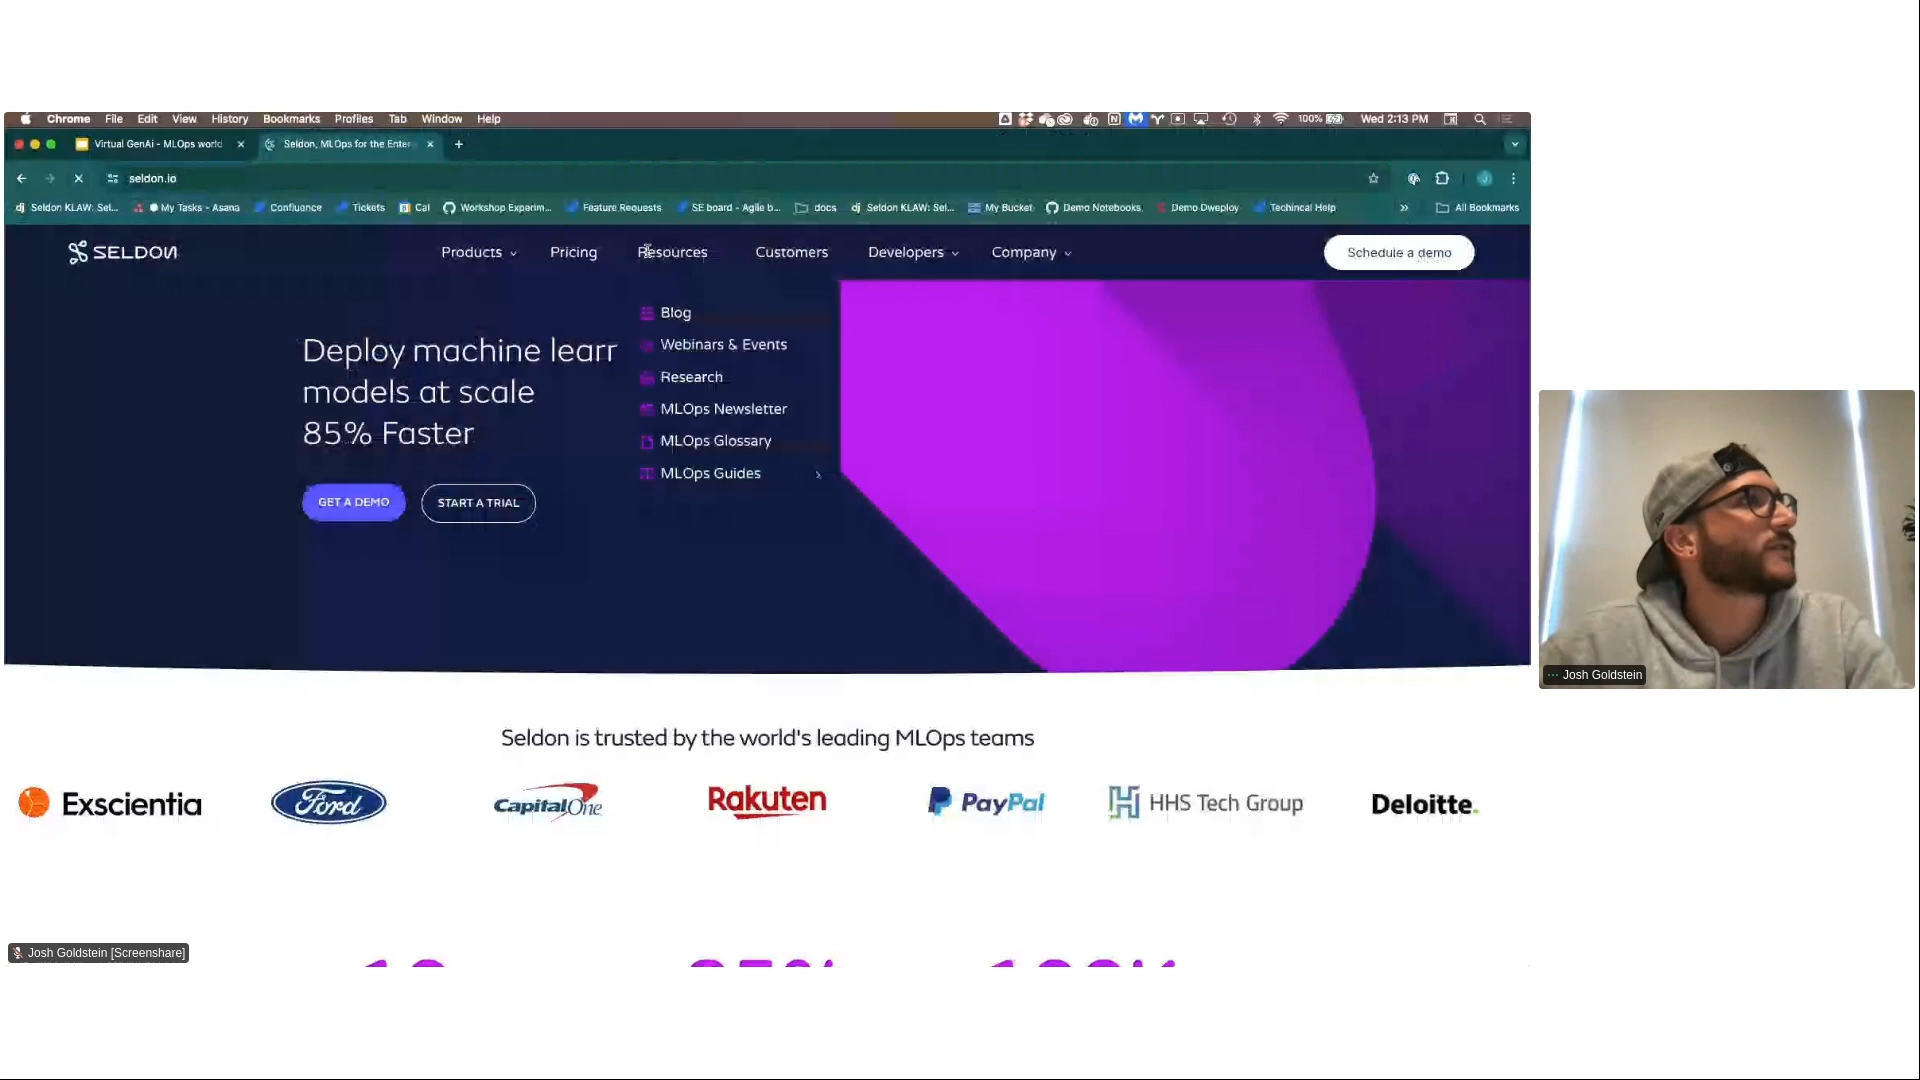 Chrome File Edit View History Bookmarks Profiles Tab Window Help 100% Wed 2:13 PM
Virtual GenAi - MLOps world Seldon, MLOps for the Enter
seldon.io
Seldon KLAW: Sel... My Tasks - Asana Confluence Tickets Cal Workshop Experim... Feature Requests SE board - Agile b... docs Seldon KLAW: Sel... My Bucket Demo Notebooks. Demo Dweploy Techincal Help » All Bookmarks
SELDON Products Pricing Resources Customers Developers Company Schedule a demo
Blog
Webinars & Events
Research
MLOps Newsletter
MLOps Glossary
MLOps Guides
Deploy machine learr
models at scale
85% Faster
GET A DEMO START A TRIAL
Seldon is trusted by the world's leading MLOps teams
Exscientia Ford Capital One Rakuten PayPal HHS Tech Group Deloitte.
Josh Goldstein
Josh Goldstein [Screenshare]